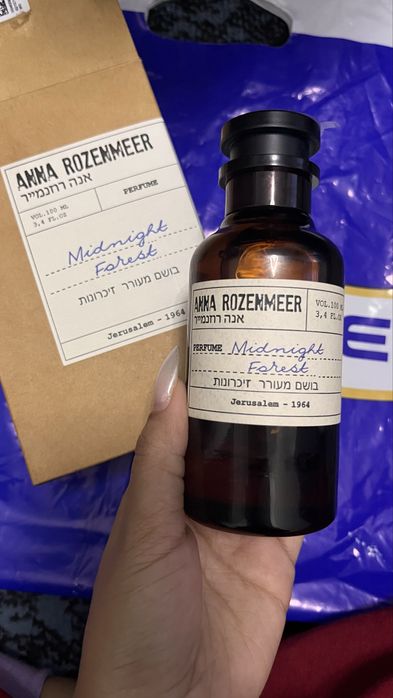 ANNA ROZENMEER
אנה רוזנמייר
PERFUME
VOL.100 ML
3,4 FL.OZ
Midnight
Forest
בושם מעורר זיכרונות
Jerusalem - 1964
ANNA ROZENMEER
אנה רוזנמייר
VOL.100 ML
3,4 FL.OZ
PERFUME Midnight
Forest
בושם מעורר זיכרונות
Jerusalem - 1964